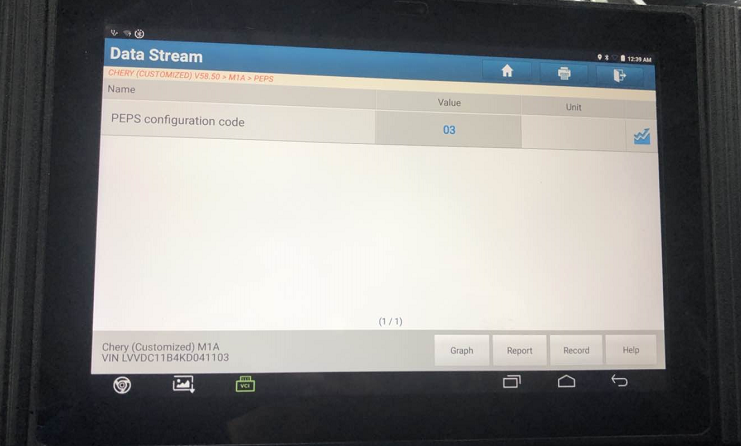 12:39 AM
Data Stream
CHERY (CUSTOMIZED) V58.50 > M1A > PEPS
Name Value Unit
PEPS configuration code 03
(1 / 1)
Chery (Customized) M1A
VIN LVVDC11B4KD041103
Graph Report Record Help
VCI